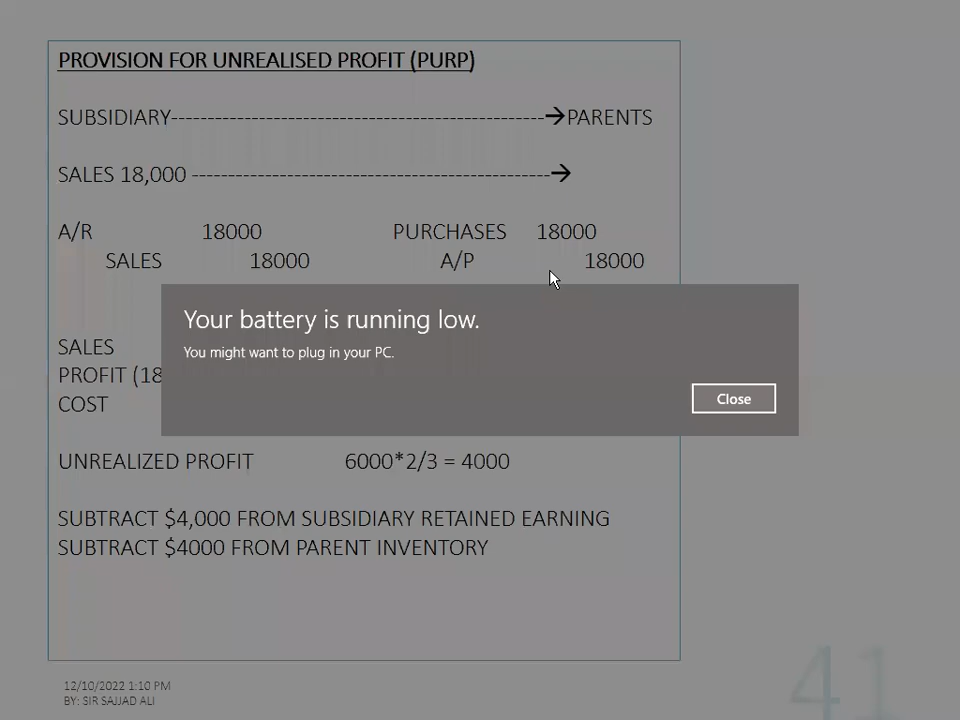 PROVISION FOR UNREALISED PROFIT (PURP)
SUBSIDIARY---------------------------------------------------→PARENTS
SALES 18,000 -------------------------------------------------→
A/R 18000 PURCHASES 18000
SALES 18000 A/P 18000
Your battery is running low.
You might want to plug in your PC.
Close
SALES
PROFIT (18
COST
UNREALIZED PROFIT 6000*2/3 = 4000
SUBTRACT $4,000 FROM SUBSIDIARY RETAINED EARNING
SUBTRACT $4000 FROM PARENT INVENTORY
12/10/2022 1:10 PM
BY: SIR SAJJAD ALI
41